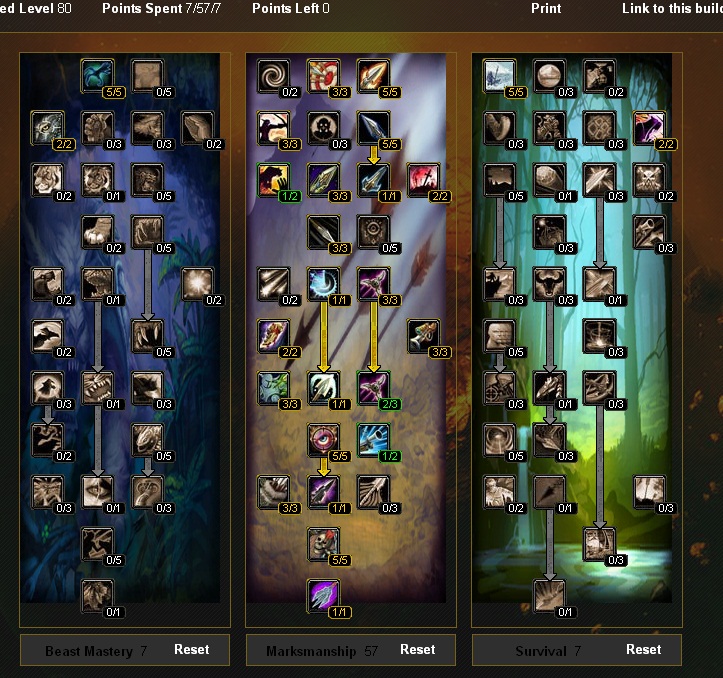 ed Level 80 Points Spent 7/57/7 Points Left 0 Print Link to this build
5/5 0/5 0/2 3/3 5/5 5/5 0/3 0/2
2/2 0/3 0/3 0/2 3/3 0/3 5/5 0/3 0/3 0/3 2/2
0/2 0/1 0/5 1/2 3/3 1/1 2/2 0/5 0/3 0/3 0/2
0/2 0/5 3/3 0/5 0/3 0/3
0/2 0/1 0/2 0/2 1/1 3/3 0/3 0/3 0/1
0/2 0/5 2/2 3/3 0/5 0/3
0/3 0/1 0/3 3/3 1/1 2/3 0/3 0/1 0/3
0/2 0/5 5/5 1/2 0/5 0/3
0/3 0/1 0/3 3/3 1/1 0/3 0/2 0/1 0/3
0/5 5/5 0/3
0/1 1/1 0/1
Beast Mastery 7 Reset Marksmanship 57 Reset Survival 7 Reset